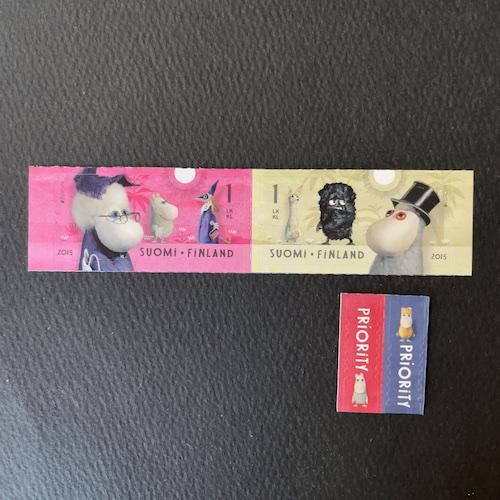 1
LK
KL
2015
SUOMI • FINLAND
1
LK
KL
SUOMI • FINLAND
2015
PRIORITY
PRIORITY